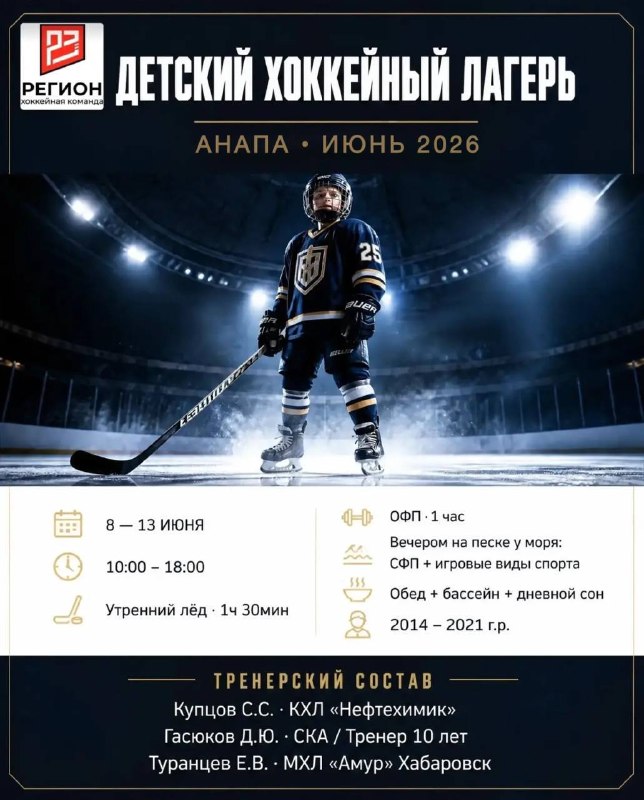 РЕГИОН
хоккейная команда
ДЕТСКИЙ ХОККЕЙНЫЙ ЛАГЕРЬ
АНАПА • ИЮНЬ 2026
25
BAUER
8 — 13 ИЮНЯ
10:00 – 18:00
Утренний лёд · 1ч 30мин
ОФП · 1 час
Вечером на песке у моря:
СФП + игровые виды спорта
Обед + бассейн + дневной сон
2014 – 2021 г.р.
ТРЕНЕРСКИЙ СОСТАВ
Купцов С.С. · КХЛ «Нефтехимик»
Гасюков Д.Ю. · СКА / Тренер 10 лет
Туранцев Е.В. · МХЛ «Амур» Хабаровск